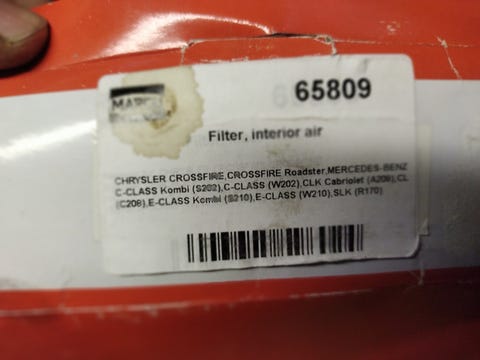 65809
Filter, interior air
CHRYSLER CROSSFIRE,CROSSFIRE Roadster,MERCEDES-BENZ
C-CLASS Kombi (S202),C-CLASS (W202),CLK Cabriolet (A208),CL
(C208),E-CLASS Kombi (S210),E-CLASS (W210),SLK (R170)